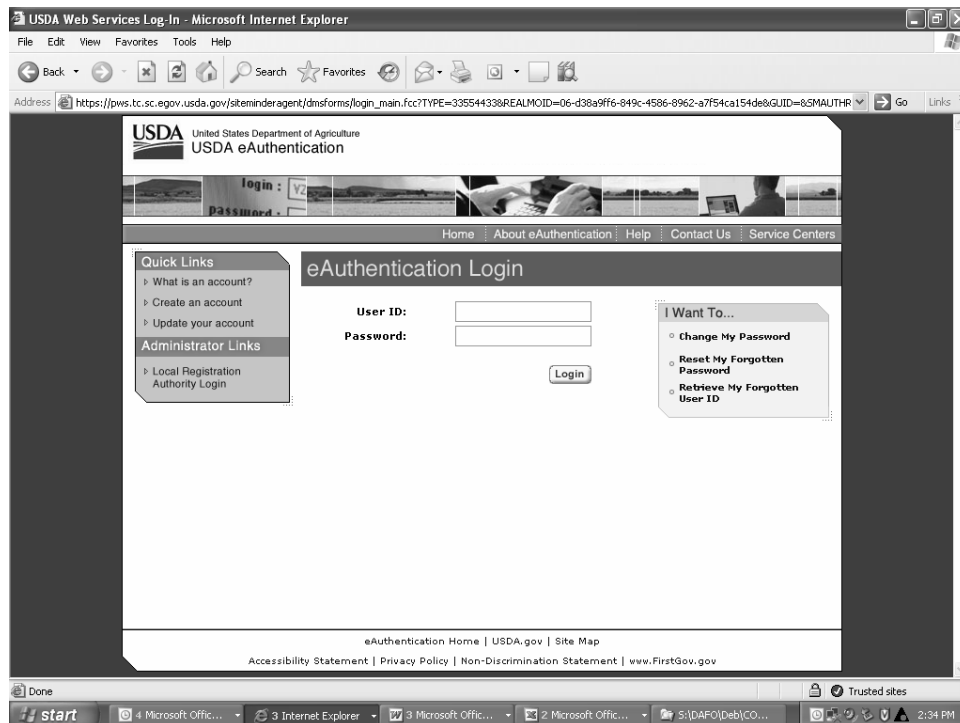 USDA Web Services Log-In - Microsoft Internet Explorer
File Edit View Favorites Tools Help
Back Search Favorites
Address https://pws.tc.sc.egov.usda.gov/siteminderagent/dmsforms/login_main.fcc?TYPE=33554433&REALMOID=06-d38a9ff6-849c-4586-8962-a7f54ca154de&GUID=&SMAUTHR Go Links
USDA United States Department of Agriculture
USDA eAuthentication
login : YZ
password :
Home About eAuthentication Help Contact Us Service Centers
Quick Links
What is an account?
Create an account
Update your account
Administrator Links
Local Registration
Authority Login
eAuthentication Login
User ID:
Password:
Login
I Want To...
Change My Password
Reset My Forgotten
Password
Retrieve My Forgotten
User ID
eAuthentication Home | USDA.gov | Site Map
Accessibility Statement | Privacy Policy | Non-Discrimination Statement | www.FirstGov.gov
Done Trusted sites
start 4 Microsoft Offic... 3 Internet Explorer 3 Microsoft Offic... 2 Microsoft Offic... S:\DAFO\Deb\CO... 2:34 PM